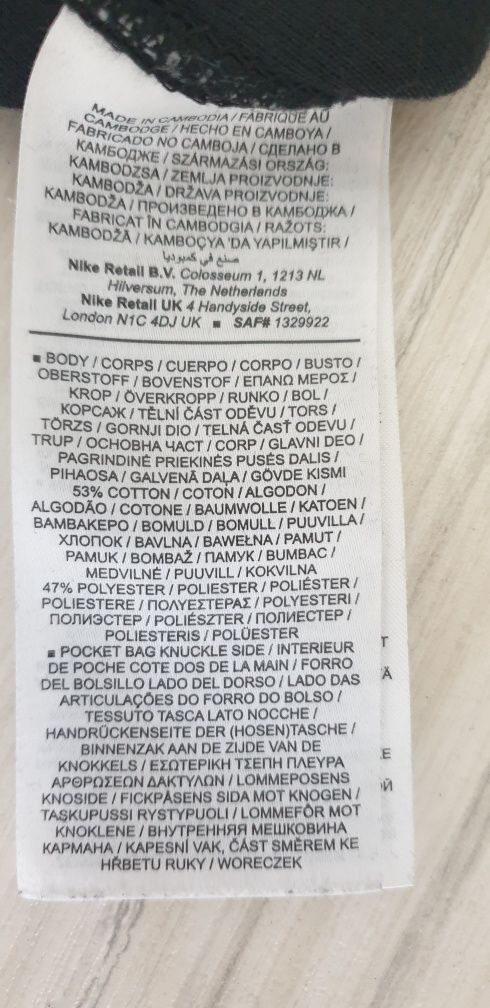 MADE IN CAMBODIA / FABRIQUÉ AU
CAMBODGE / HECHO EN CAMBOYA /
FABRICADO NO CAMBOJA / СДЕЛАНО В
КАМБОДЖЕ / SZÁRMAZÁSI ORSZÁG:
KAMBODZSA / ZEMLJA PROIZVODNJE:
KAMBODŽA / DRŽAVA PROIZVODNJE:
KAMBODŽA / ПРОИЗВЕДЕНО В КАМБОДЖА /
FABRICAT ÎN CAMBODGIA / RAŽOTS:
KAMBODŽĀ / KAMBOÇYA 'DA YAPILMIŞTIR /
صنع في كمبوديا
Nike Retail B.V. Colosseum 1, 1213 NL
Hilversum, The Netherlands
Nike Retail UK 4 Handyside Street,
London N1C 4DJ UK ■ SAF# 1329922
■ BODY / CORPS / CUERPO / CORPO / BUSTO /
OBERSTOFF / BOVENSTOF / ΕΠΑΝΩ ΜΕΡΟΣ /
KROP / ÖVERKROPP / RUNKO / BOL /
КОРСАЖ / TĚLNÍ ČÁST ODĚVU / TORS /
TÖRZS / GORNJI DIO / TELNÁ ČASŤ ODEVU /
TRUP / ОСНОВНА ЧАСТ / CORP / GLAVNI DEO /
PAGRINDINĖ PRIEKINĖS PUSĖS DALIS /
PIHAOSA / GALVENĀ DAĻA / GÖVDE KISMI
53% COTTON / COTON / ALGODON /
ALGODÃO / COTONE / BAUMWOLLE / KATOEN /
ΒΑΜΒΑΚΕΡΟ / BOMULD / BOMULL / PUUVILLA /
ХЛОПОК / BAVLNA / BAWEŁNA / PAMUT /
PAMUK / BOMBAŽ / ПАМУК / BUMBAC /
MEDVILNĖ / PUUVILL / KOKVILNA
47% POLYESTER / POLIESTER / POLIÉSTER /
POLIESTERE / ΠΟΛΥΕΣΤΕΡΑΣ / POLYESTERI /
ПОЛИЭСТЕР / POLIÉSZTER / ПОЛИЕСТЕР /
POLIESTERIS / POLÜESTER
■ POCKET BAG KNUCKLE SIDE / INTERIEUR
DE POCHE COTE DOS DE LA MAIN / FORRO
DEL BOLSILLO LADO DEL DORSO / LADO DAS
ARTICULAÇÕES DO FORRO DO BOLSO /
TESSUTO TASCA LATO NOCCHE /
HANDRÜCKENSEITE DER (HOSEN)TASCHE /
BINNENZAK AAN DE ZIJDE VAN DE
KNOKKELS / ΕΣΩΤΕΡΙΚΗ ΤΣΕΠΗ ΠΛΕΥΡΑ
ΑΡΘΡΩΣΕΩΝ ΔΑΚΤΥΛΩΝ / LOMMEPOSENS
KNOSIDE / FICKPÅSENS SIDA MOT KNOGEN /
TASKUPUSSI RYSTYPUOLI / LOMMEFÔR MOT
KNOKLENE / ВНУТРЕННЯЯ МЕШКОВИНА
КАРМАНА / KAPESNÍ VAK, ČÁST SMĚREM KE
HŘBETU RUKY / WORECZEK